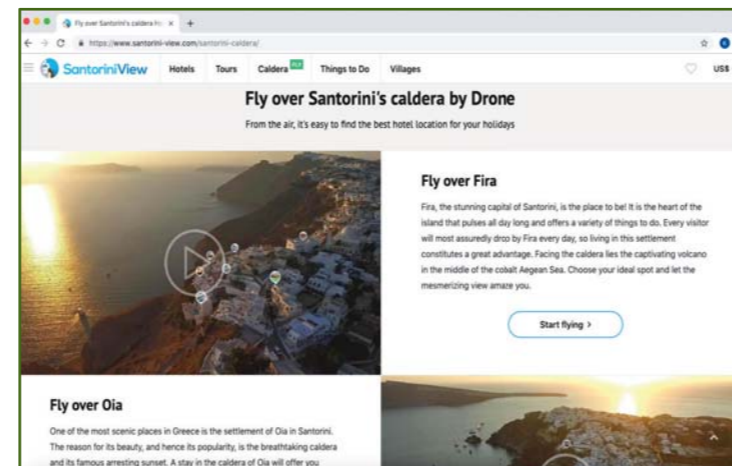 Fly over Santorini's caldera by
https://www.santorini-view.com/santorini-caldera/
SantoriniView
Hotels
Tours
Caldera
Things to Do
Villages
US$
Fly over Santorini's caldera by Drone
From the air, it's easy to find the best hotel location for your holidays
Fly over Fira
Fira, the stunning capital of Santorini, is the place to be! It is the heart of the
island that pulses all day long and offers a variety of things to do. Every visitor
will most assuredly drop by Fira every day, so living in this settlement
constitutes a great advantage. Facing the caldera lies the captivating volcano
in the middle of the cobalt Aegean Sea. Choose your ideal spot and let the
mesmerizing view amaze you.
Start flying >
Fly over Oia
One of the most scenic places in Greece is the settlement of Oia in Santorini.
The reason for its beauty, and hence its popularity, is the breathtaking caldera
and its famous arresting sunset. A stay in the caldera of Oia will offer you